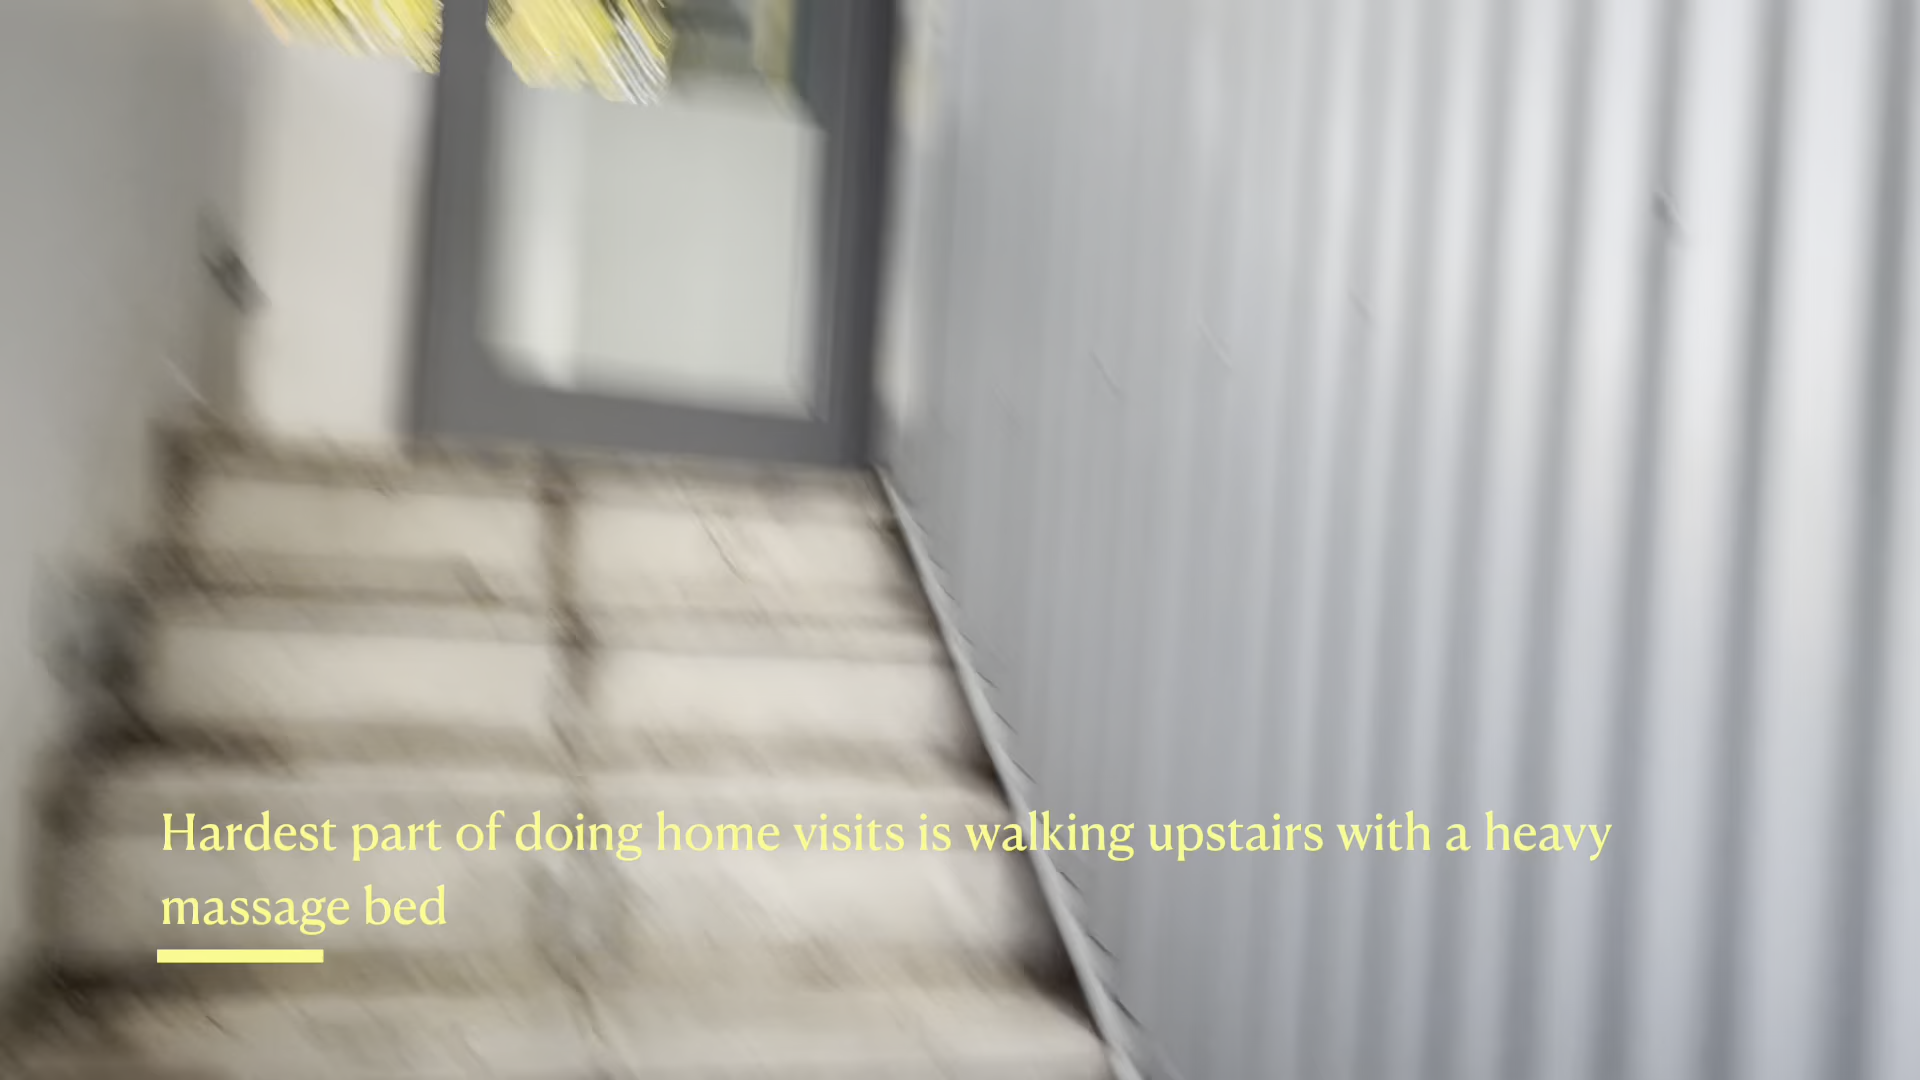 Hardest part of doing home visits is walking upstairs with a heavy
massage bed